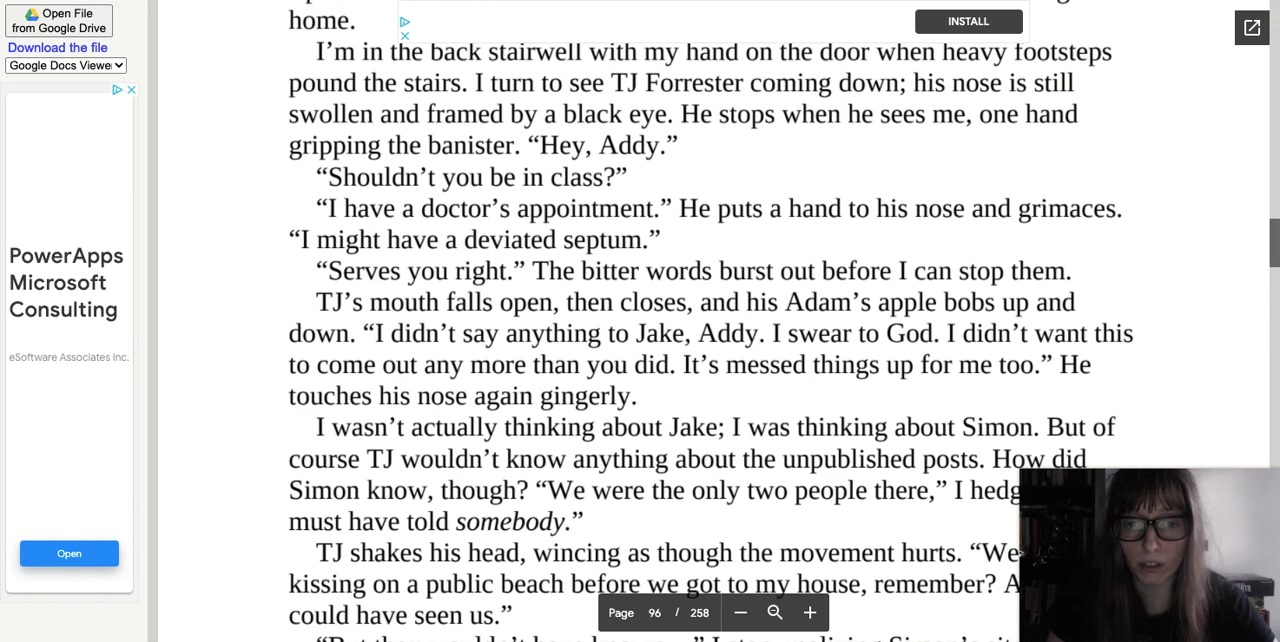 Open File
from Google Drive
Download the file
Google Docs Viewer
INSTALL
home.
I’m in the back stairwell with my hand on the door when heavy footsteps
pound the stairs. I turn to see TJ Forrester coming down; his nose is still
swollen and framed by a black eye. He stops when he sees me, one hand
gripping the banister. “Hey, Addy.”
“Shouldn’t you be in class?”
“I have a doctor’s appointment.” He puts a hand to his nose and grimaces.
“I might have a deviated septum.”
“Serves you right.” The bitter words burst out before I can stop them.
TJ’s mouth falls open, then closes, and his Adam’s apple bobs up and
down. “I didn’t say anything to Jake, Addy. I swear to God. I didn’t want this
to come out any more than you did. It’s messed things up for me too.” He
touches his nose again gingerly.
I wasn’t actually thinking about Jake; I was thinking about Simon. But of
course TJ wouldn’t know anything about the unpublished posts. How did
Simon know, though? “We were the only two people there,” I
must have told somebody.”
TJ shakes his head, wincing as though the movement hurts. “We
kissing on a public beach before we got to my house, remember?
could have seen us.”
PowerApps
Microsoft
Consulting
eSoftware Associates Inc.
Open
Page 96 / 258